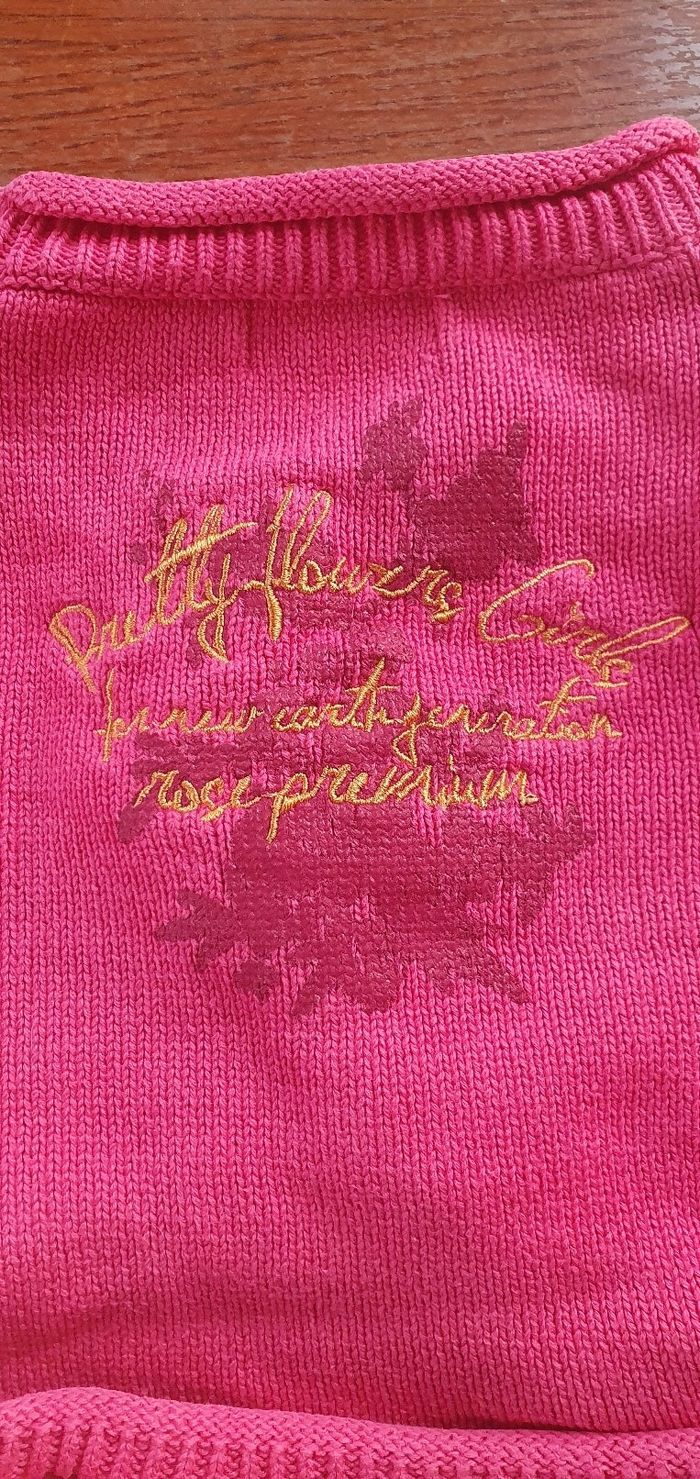 Pretty flowers Girls
for new earth generation
rose premium